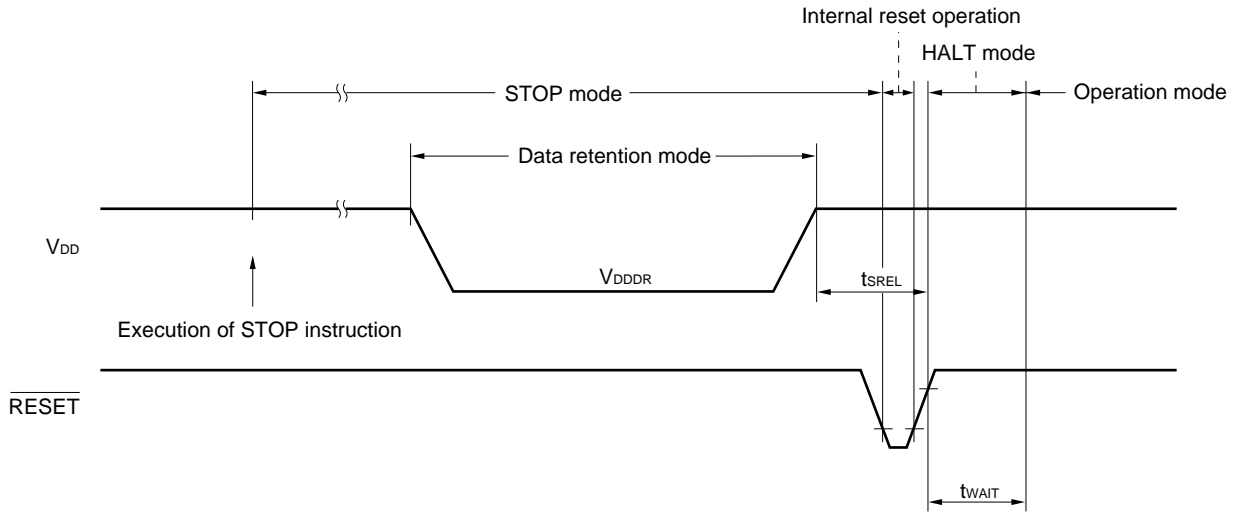 Internal reset operation
HALT mode
STOP mode
Operation mode
Data retention mode
VDD
VDDDR
tSREL
Execution of STOP instruction
RESET
tWAIT